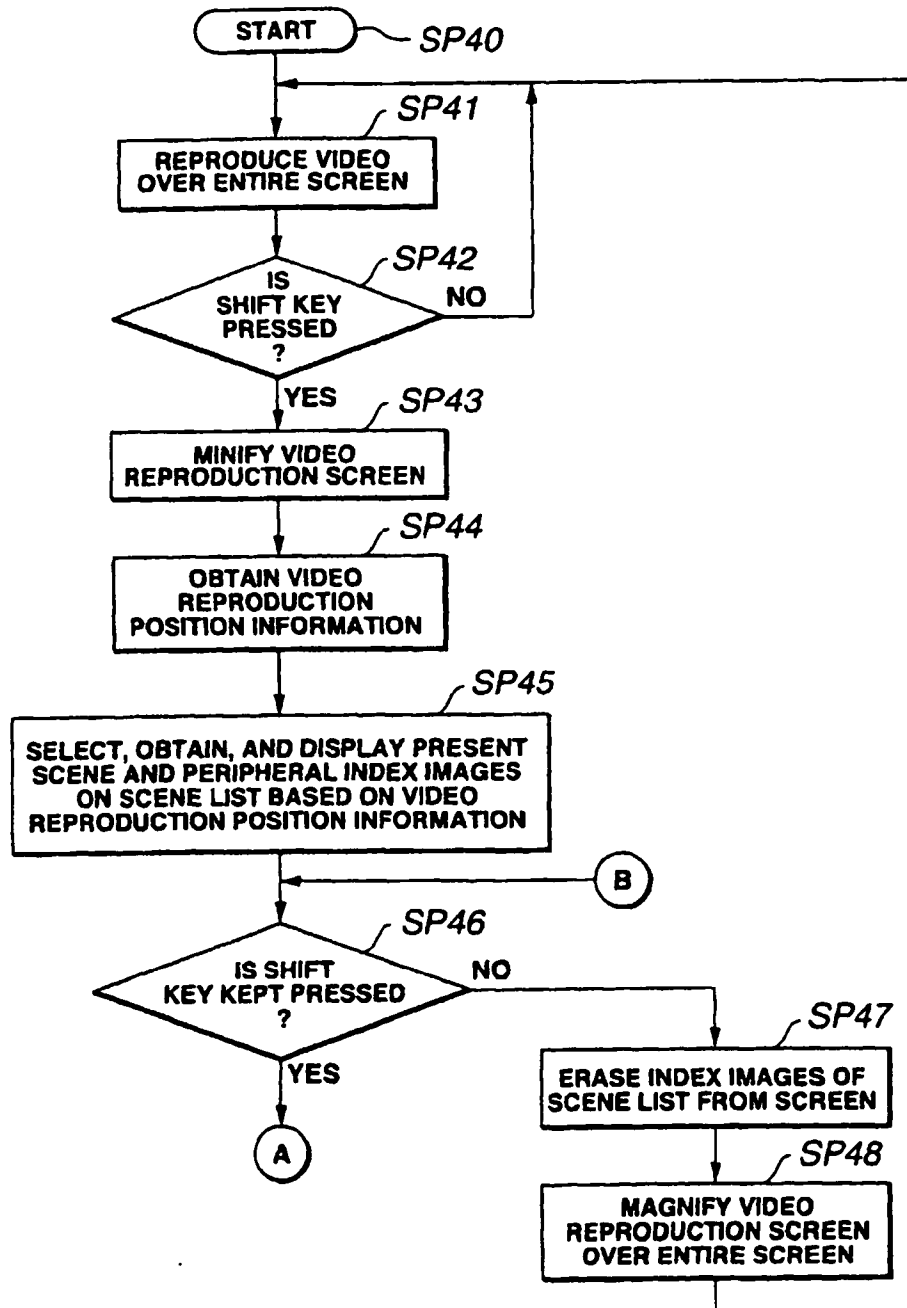 START
SP40
SP41
REPRODUCE VIDEO
OVER ENTIRE SCREEN
SP42
IS
SHIFT KEY
PRESSED
?
NO
YES
SP43
MINIFY VIDEO
REPRODUCTION SCREEN
SP44
OBTAIN VIDEO
REPRODUCTION
POSITION INFORMATION
SP45
SELECT, OBTAIN, AND DISPLAY PRESENT
SCENE AND PERIPHERAL INDEX IMAGES
ON SCENE LIST BASED ON VIDEO
REPRODUCTION POSITION INFORMATION
B
SP46
IS SHIFT
KEY KEPT PRESSED
?
NO
YES
A
SP47
ERASE INDEX IMAGES OF
SCENE LIST FROM SCREEN
SP48
MAGNIFY VIDEO
REPRODUCTION SCREEN
OVER ENTIRE SCREEN